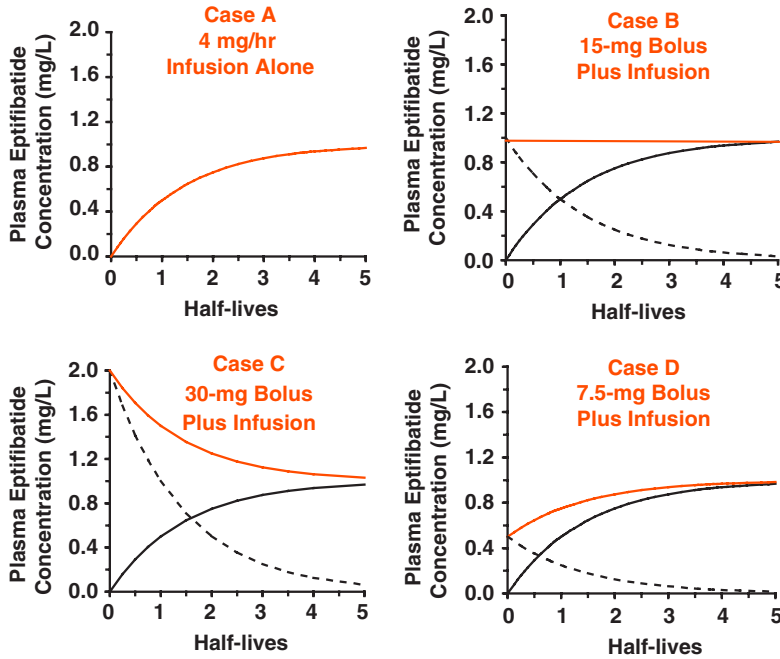 Case A
4 mg/hr
Infusion Alone
Plasma Eptifibatide
Concentration (mg/L)
2.0
1.6
1.2
0.8
0.4
0.0
0 1 2 3 4 5
Half-lives
Case B
15-mg Bolus
Plus Infusion
Plasma Eptifibatide
Concentration (mg/L)
2.0
1.6
1.2
0.8
0.4
0.0
0 1 2 3 4 5
Half-lives
Case C
30-mg Bolus
Plus Infusion
Plasma Eptifibatide
Concentration (mg/L)
2.0
1.6
1.2
0.8
0.4
0.0
0 1 2 3 4 5
Half-lives
Case D
7.5-mg Bolus
Plus Infusion
Plasma Eptifibatide
Concentration (mg/L)
2.0
1.6
1.2
0.8
0.4
0.0
0 1 2 3 4 5
Half-lives